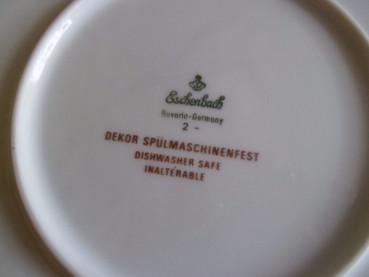 Eschenbach
Bavaria-Germany
2 -
DEKOR SPÜLMASCHINENFEST
DISHWASHER SAFE
INALTÉRABLE